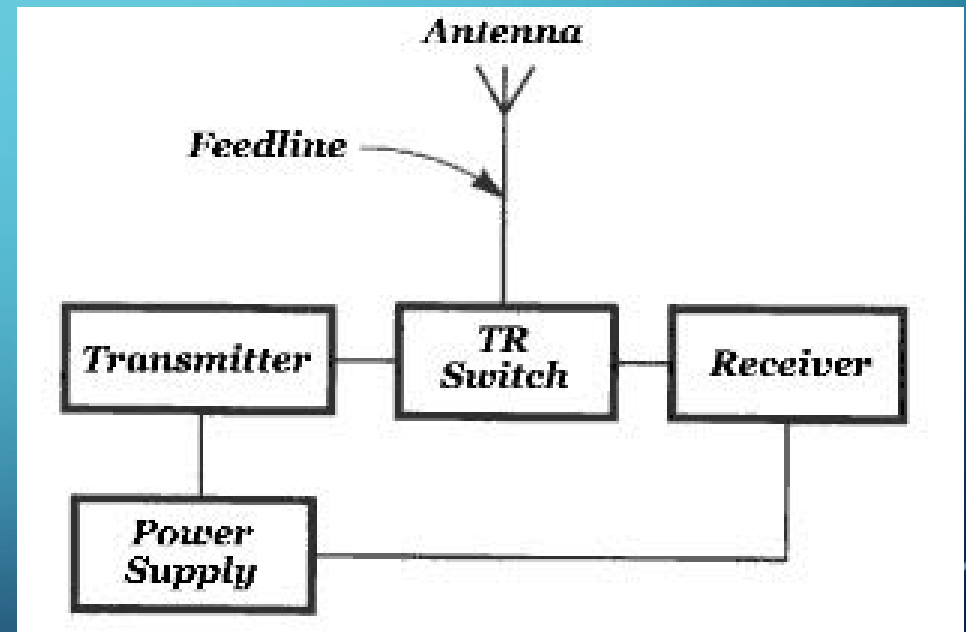 Antenna
Feedline
Transmitter
TR
Switch
Receiver
Power
Supply